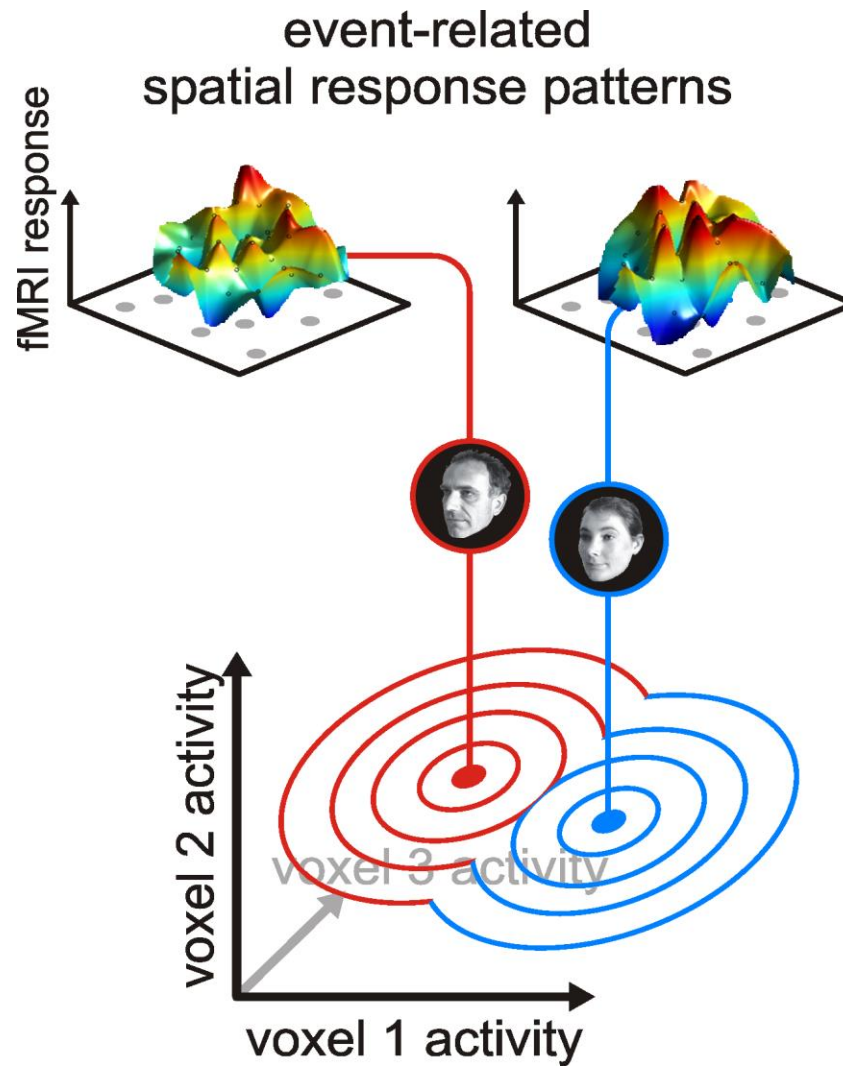 event-related
spatial response patterns
fMRI response
voxel 2 activity
voxel 3 activity
voxel 1 activity